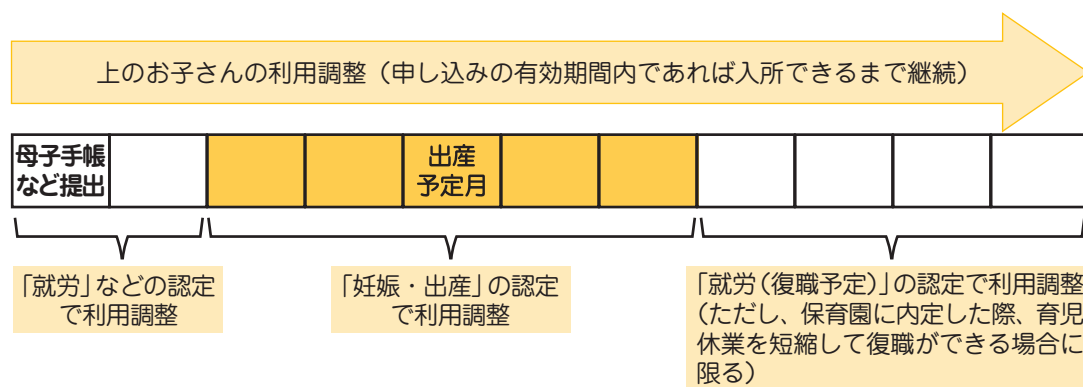 上のお子さんの利用調整（申し込みの有効期間内であれば入所できるまで継続）
母子手帳
など提出
出産
予定月
「就労」などの認定
で利用調整
「妊娠・出産」の認定
で利用調整
「就労（復職予定）」の認定で利用調整
（ただし、保育園に内定した際、育児
休業を短縮して復職ができる場合に
限る）